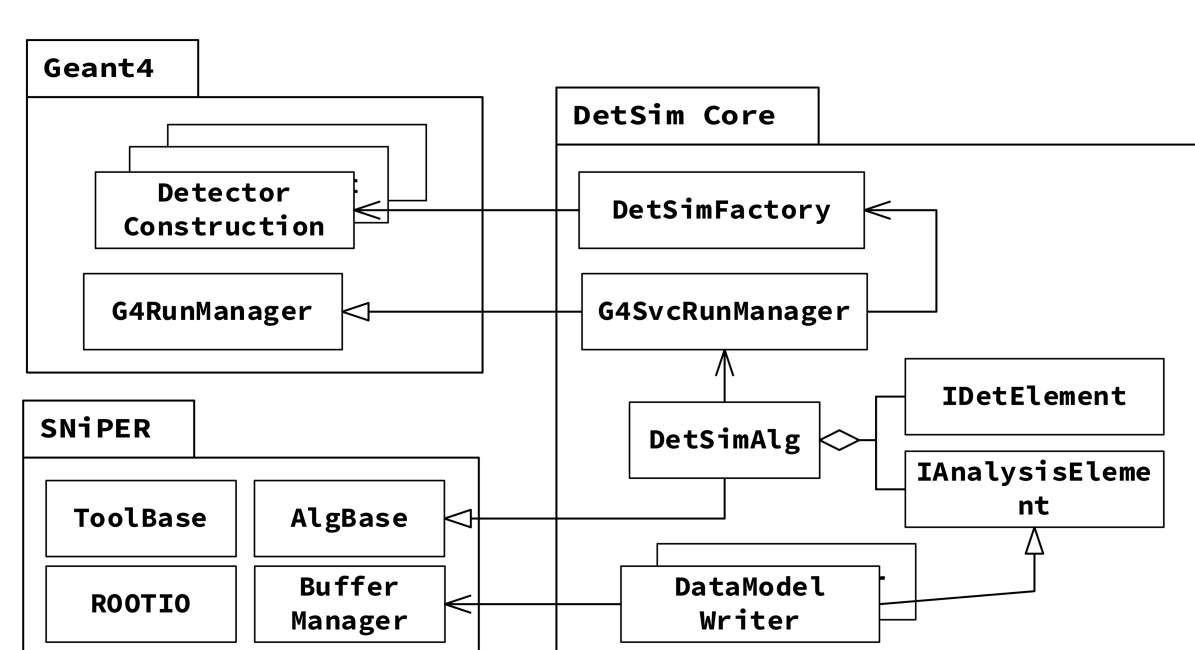 Geant4
DetSim Core
Detector
Construction
DetSimFactory
G4RunManager
G4SvcRunManager
IDetElement
SNiPER
DetSimAlg
IAnalysisEleme
nt
ToolBase
AlgBase
ROOTIO
Buffer
Manager
DataModel
Writer